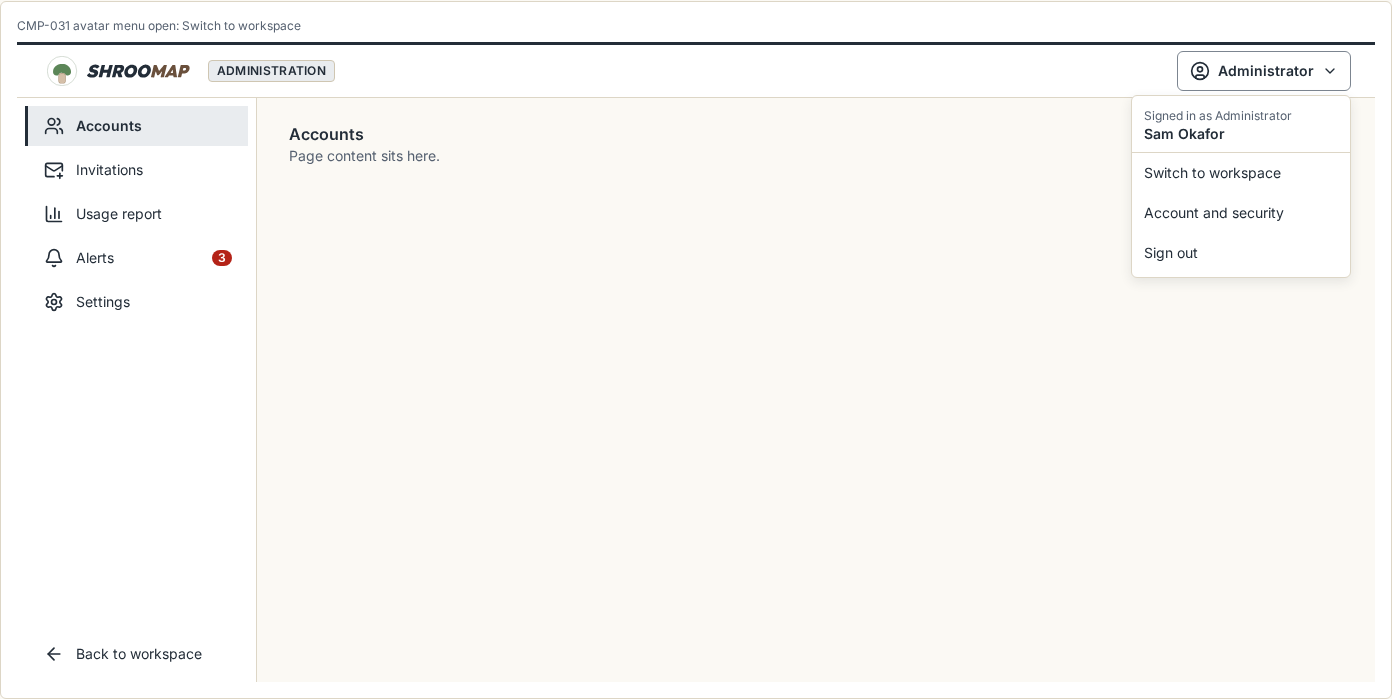 CMP-031 avatar menu open: Switch to workspace
SHROOMAP
ADMINISTRATION
Administrator
Signed in as Administrator
Sam Okafor
Switch to workspace
Account and security
Sign out
Accounts
Invitations
Usage report
Alerts
3
Settings
Back to workspace
Accounts
Page content sits here.